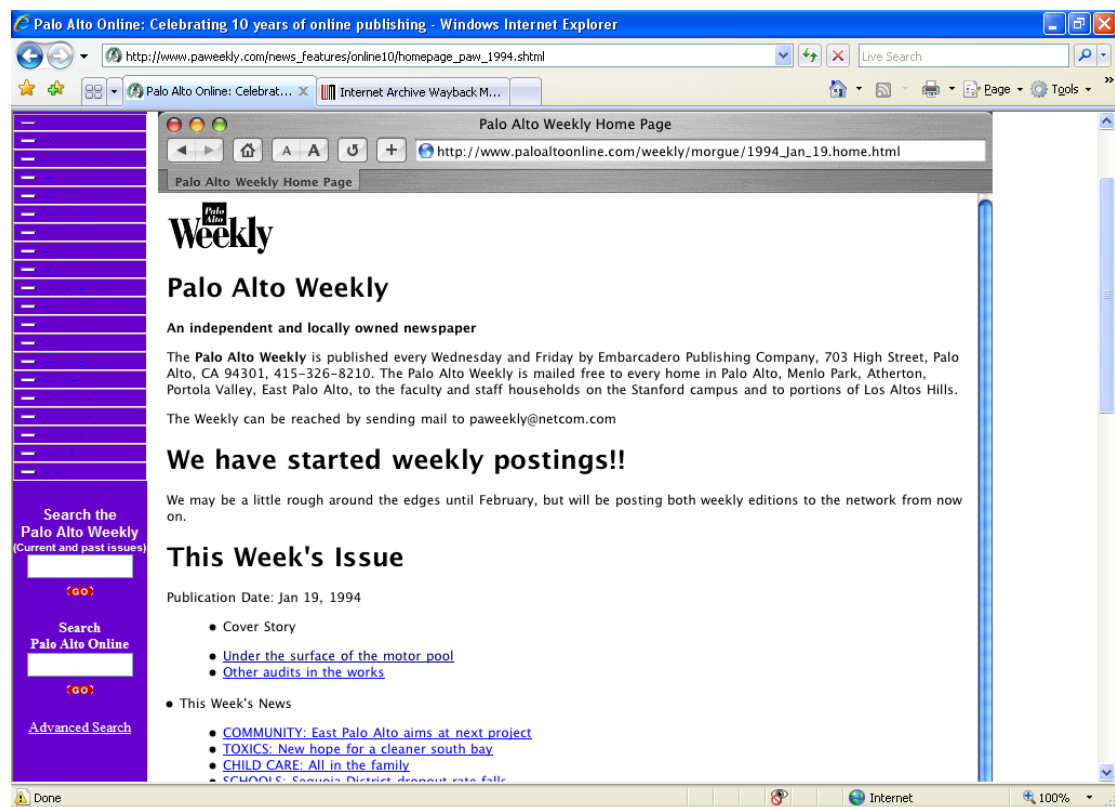 Palo Alto Online: Celebrating 10 years of online publishing - Windows Internet Explorer
http://www.paweekly.com/news_features/online10/homepage_paw_1994.shtml
Live Search
Palo Alto Online: Celebrat...
Internet Archive Wayback M...
Page
Tools
Palo Alto Weekly Home Page
A A
http://www.paloaltoonline.com/weekly/morgue/1994_Jan_19.home.html
Palo Alto Weekly Home Page
Palo
Alto
Weekly
Palo Alto Weekly
An independent and locally owned newspaper
The Palo Alto Weekly is published every Wednesday and Friday by Embarcadero Publishing Company, 703 High Street, Palo
Alto, CA 94301, 415-326-8210. The Palo Alto Weekly is mailed free to every home in Palo Alto, Menlo Park, Atherton,
Portola Valley, East Palo Alto, to the faculty and staff households on the Stanford campus and to portions of Los Altos Hills.
The Weekly can be reached by sending mail to paweekly@netcom.com
We have started weekly postings!!
We may be a little rough around the edges until February, but will be posting both weekly editions to the network from now
on.
This Week's Issue
Publication Date: Jan 19, 1994
• Cover Story
• Under the surface of the motor pool
• Other audits in the works
• This Week's News
• COMMUNITY: East Palo Alto aims at next project
• TOXICS: New hope for a cleaner south bay
• CHILD CARE: All in the family
• SCHOOLS: Sequoia District dropout rate falls
Search the
Palo Alto Weekly
(Current and past issues)
GO
Search
Palo Alto Online
GO
Advanced Search
Done
Internet
100%